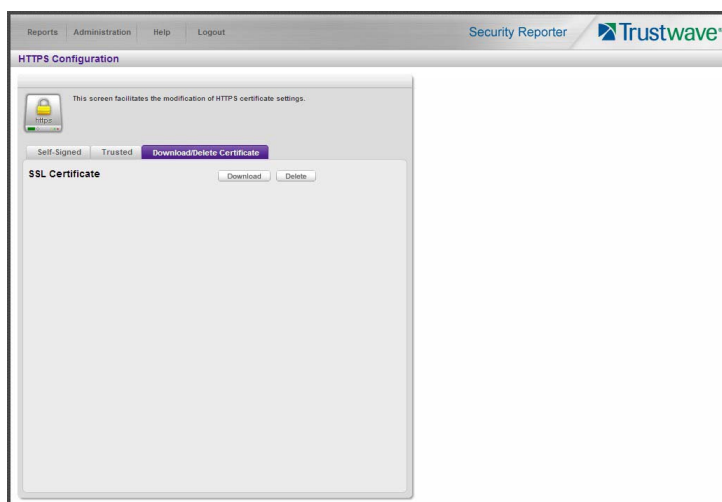 Reports Administration Help Logout
Security Reporter
Trustwave®
HTTPS Configuration
This screen facilitates the modification of HTTPS certificate settings.
https
Self-Signed Trusted Download/Delete Certificate
SSL Certificate
Download Delete